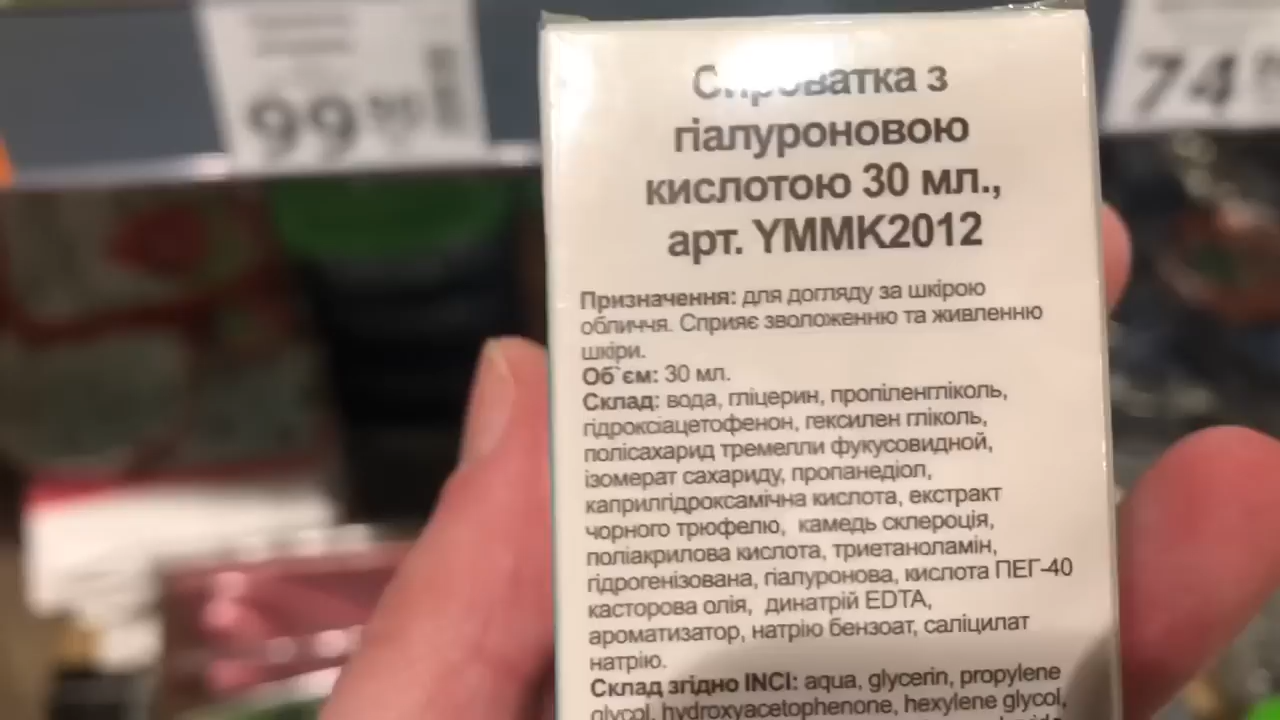 99
74
Сироватка з
гіалуроновою
кислотою 30 мл.,
арт. YMMK2012
Призначення: для догляду за шкірою
обличчя. Сприяє зволоженню та живленню
шкіри.
Об`єм: 30 мл.
Склад: вода, гліцерин, пропіленгліколь,
гідроксіацетофенон, гексилен гліколь,
полісахарид тремелли фукусовидной,
ізомерат сахариду, пропанедіол,
каприлгідроксамічна кислота, екстракт
чорного трюфелю, камедь склероція,
поліакрилова кислота, триетаноламін,
гідрогенізована, гіалуронова, кислота ПЕГ-40
касторова олія, динатрій EDTA,
ароматизатор, натрію бензоат, саліцилат
натрію.
Склад згідно INCI: aqua, glycerin, propylene
glycol, hydroxyacetophenone, hexylene glycol,